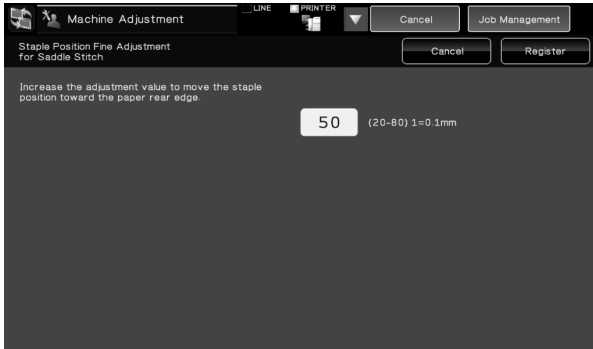 Machine Adjustment
LINE
PRINTER
Cancel
Job Management
Staple Position Fine Adjustment
for Saddle Stitch
Cancel
Register
Increase the adjustment value to move the staple
position toward the paper rear edge.
50 (20-80) 1=0.1mm